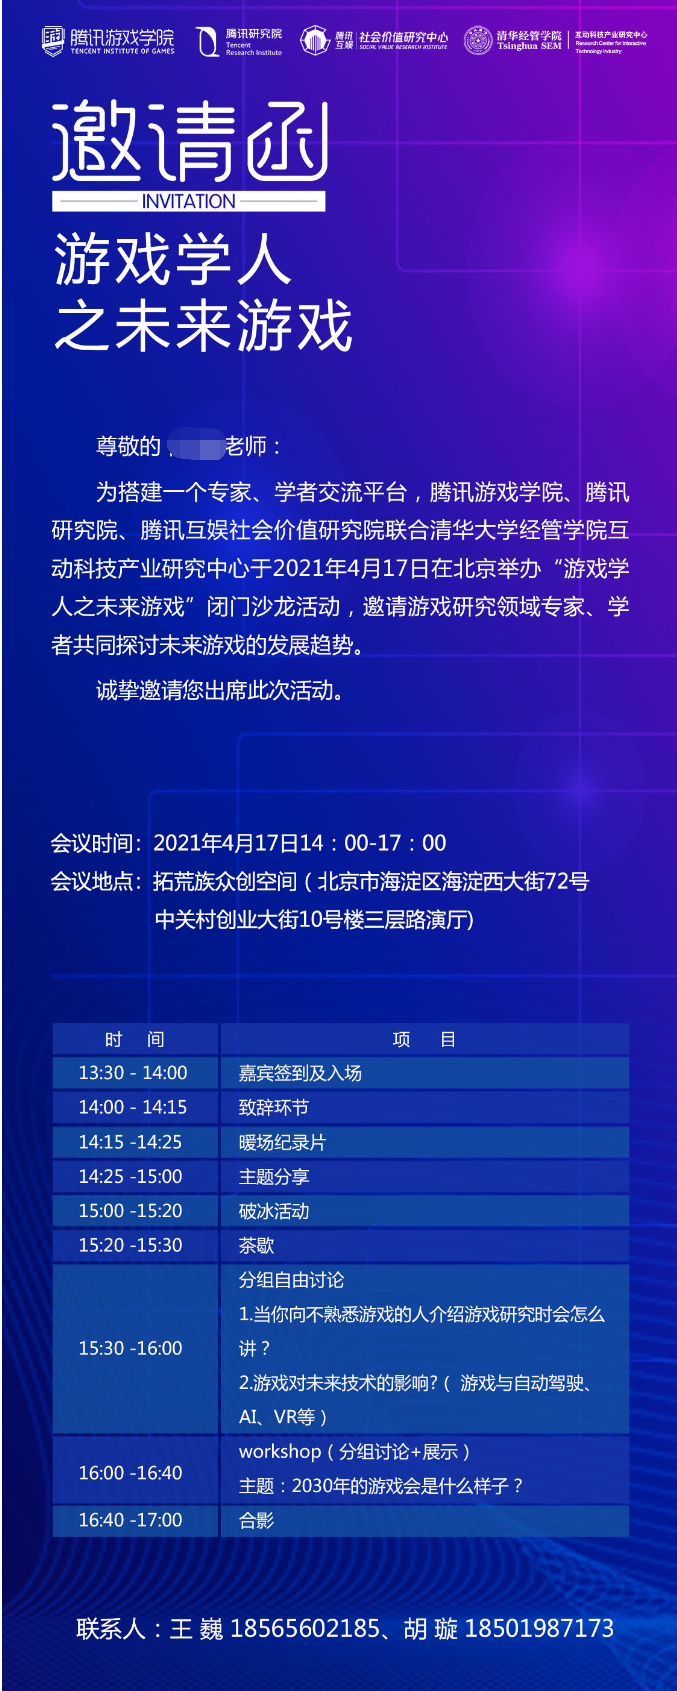 腾讯游戏学院
TENCENT INSTITUTE OF GAMES
腾讯研究院
Tencent
Research Institute
腾讯互娱
社会价值研究中心
SOCIAL VALUE RESEARCH INSTITUTE
清华经管学院
Tsinghua SEM
互动科技产业研究中心
Research Center for Interactive
Technology Industry
邀请函
INVITATION
游戏学人
之未来游戏
尊敬的 老师：
为搭建一个专家、学者交流平台，腾讯游戏学院、腾讯
研究院、腾讯互娱社会价值研究院联合清华大学经管学院互
动科技产业研究中心于2021年4月17日在北京举办“游戏学
人之未来游戏”闭门沙龙活动，邀请游戏研究领域专家、学
者共同探讨未来游戏的发展趋势。
诚挚邀请您出席此次活动。
会议时间：2021年4月17日14：00-17：00
会议地点：拓荒族众创空间（北京市海淀区海淀西大街72号
中关村创业大街10号楼三层路演厅)
时 间 项 目
13:30 - 14:00 嘉宾签到及入场
14:00 - 14:15 致辞环节
14:15 -14:25 暖场纪录片
14:25 -15:00 主题分享
15:00 -15:20 破冰活动
15:20 -15:30 茶歇
15:30 -16:00
分组自由讨论
1.当你向不熟悉游戏的人介绍游戏研究时会怎么
讲？
2.游戏对未来技术的影响?（ 游戏与自动驾驶、
AI、VR等）
16:00 -16:40
workshop（分组讨论+展示）
主题：2030年的游戏会是什么样子？
16:40 -17:00 合影
联系人：王 巍 18565602185、胡 璇 18501987173